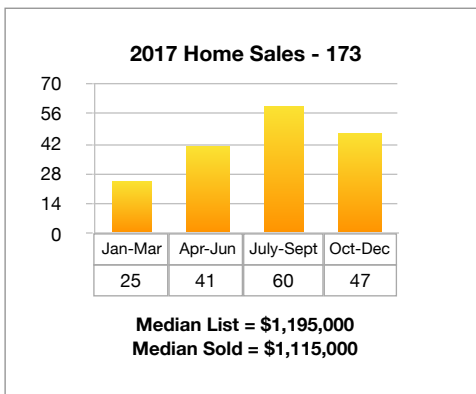 2017 Home Sales - 173
70
56
42
28
14
0
Jan-Mar Apr-Jun July-Sept Oct-Dec
25 41 60 47
Median List = $1,195,000
Median Sold = $1,115,000